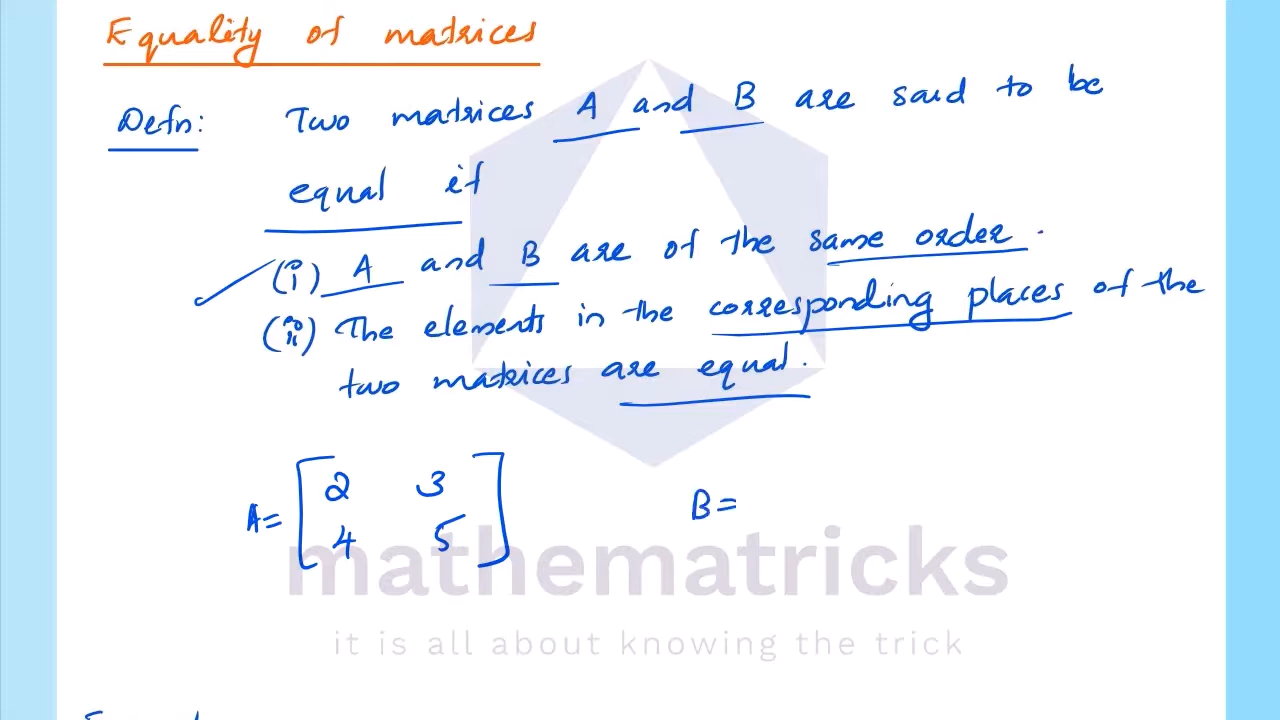 Equality of matrices
Defn: Two matrices A and B are said to be
equal if
(i) A and B are of the same order.
(ii) The elements in the corresponding places of the
two matrices are equal.
A= [2 3
4 5]
B=
mathematricks
it is all about knowing the trick